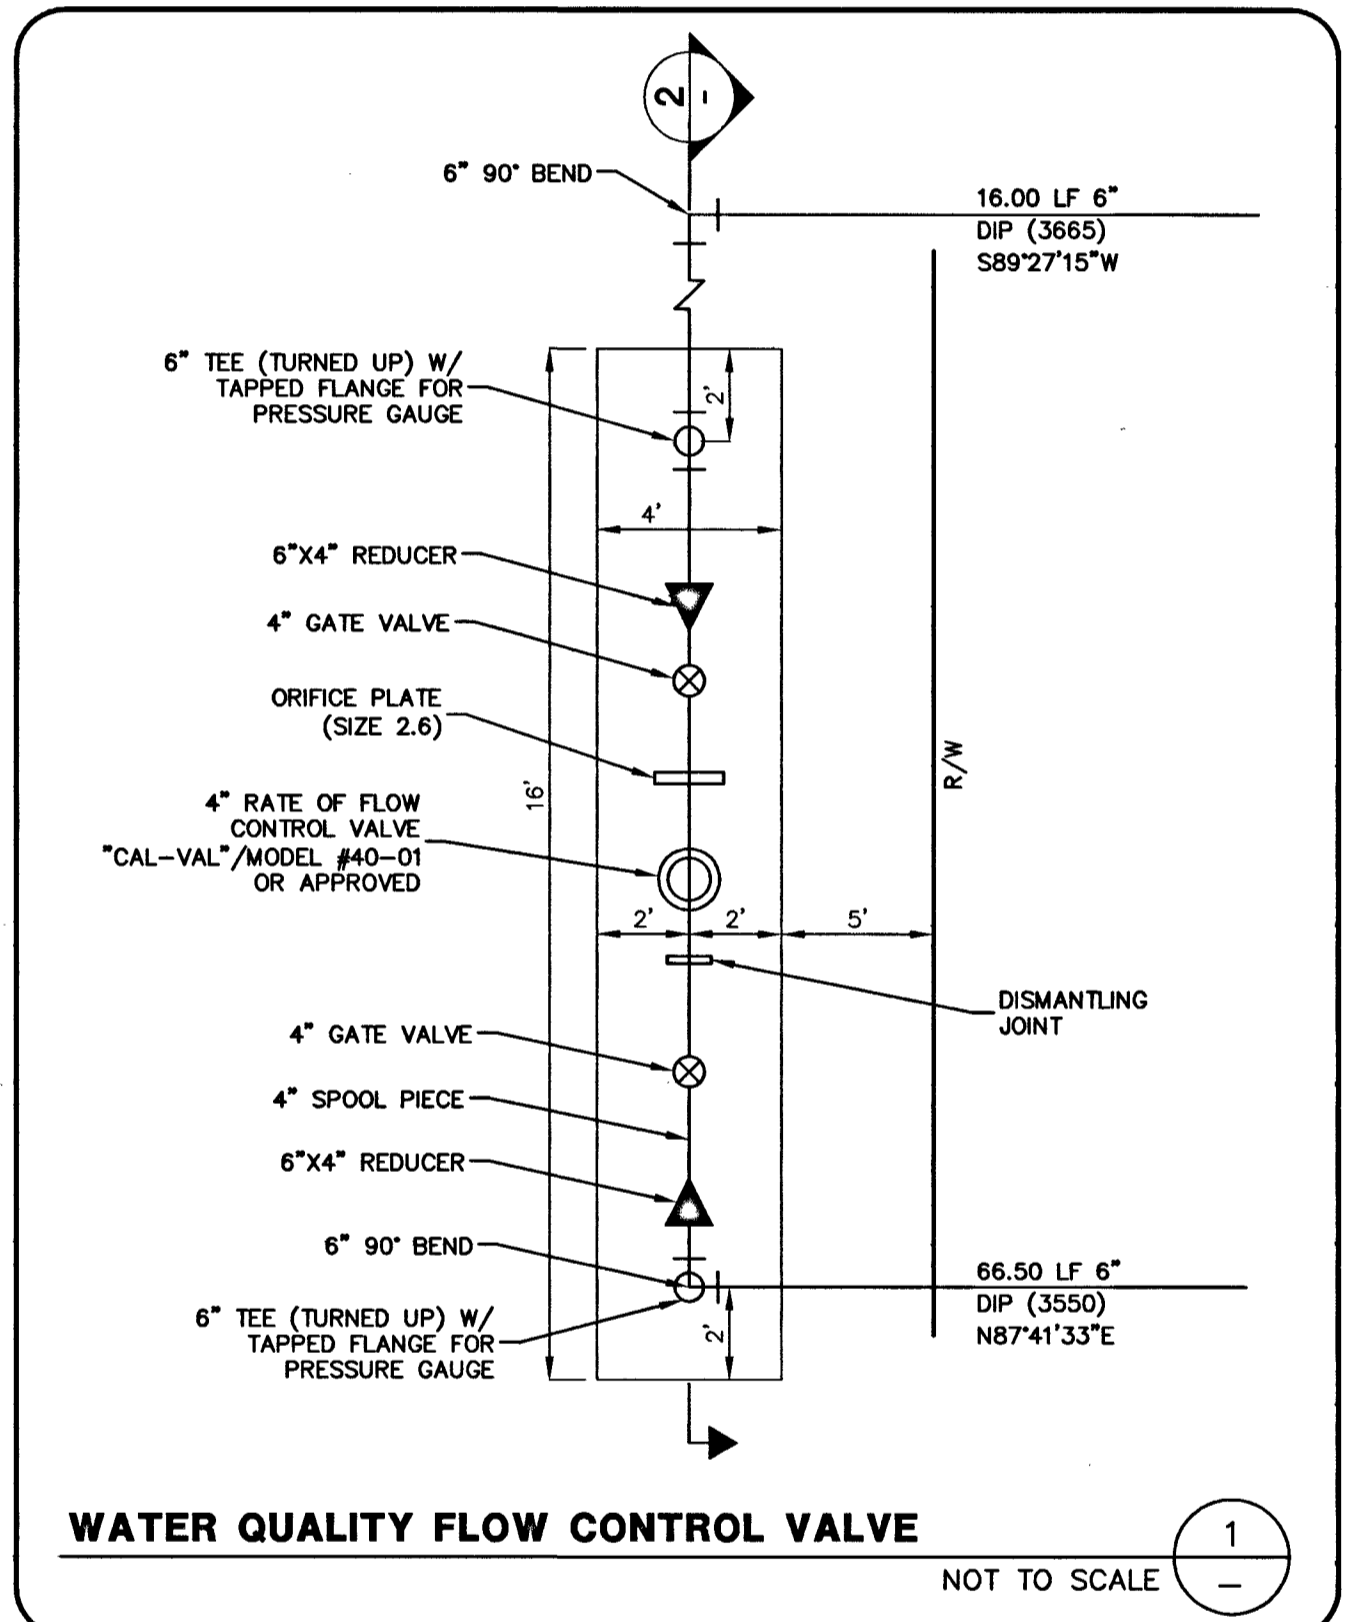 2 -
6" 90° BEND
16.00 LF 6"
DIP (3665)
S89°27'15"W
6" TEE (TURNED UP) W/
TAPPED FLANGE FOR
PRESSURE GAUGE
2'
4'
6"X4" REDUCER
4" GATE VALVE
ORIFICE PLATE
(SIZE 2.6)
R/W
16'
4" RATE OF FLOW
CONTROL VALVE
"CAL-VAL"/MODEL #40-01
OR APPROVED
2' 2' 5'
DISMANTLING
JOINT
4" GATE VALVE
4" SPOOL PIECE
6"X4" REDUCER
6" 90° BEND
66.50 LF 6"
DIP (3550)
N87°41'33"E
6" TEE (TURNED UP) W/
TAPPED FLANGE FOR
PRESSURE GAUGE
2'
WATER QUALITY FLOW CONTROL VALVE
NOT TO SCALE
1
-